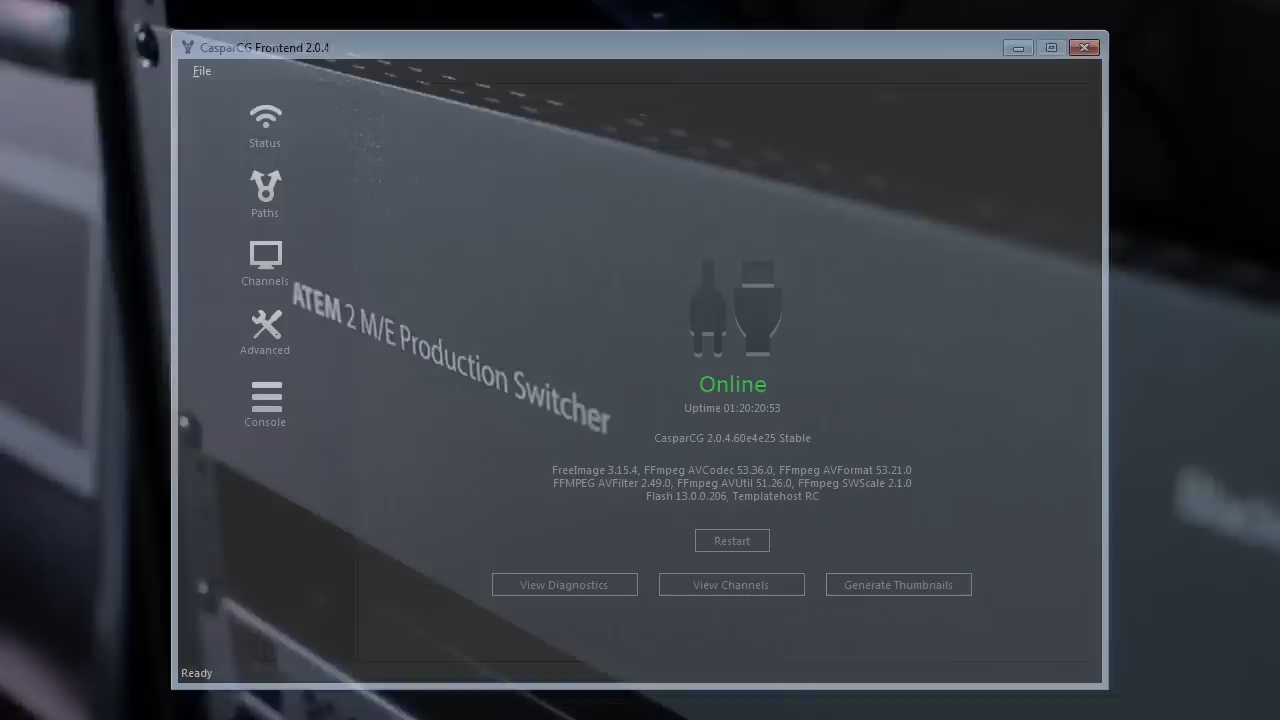 CasparCG Frontend 2.0.4
File
Status
Paths
Channels
Advanced
Console
ATEM 2 M/E Production Switcher
Online
Uptime 01:20:20:53
CasparCG 2.0.4.60e4e25 Stable
FreeImage 3.15.4, FFmpeg AVCodec 53.36.0, FFmpeg AVFormat 53.21.0
FFMPEG AVFilter 2.49.0, FFmpeg AVUtil 51.26.0, FFmpeg SWScale 2.1.0
Flash 13.0.0.206, Templatehost RC
Restart
View Diagnostics
View Channels
Generate Thumbnails
Ready